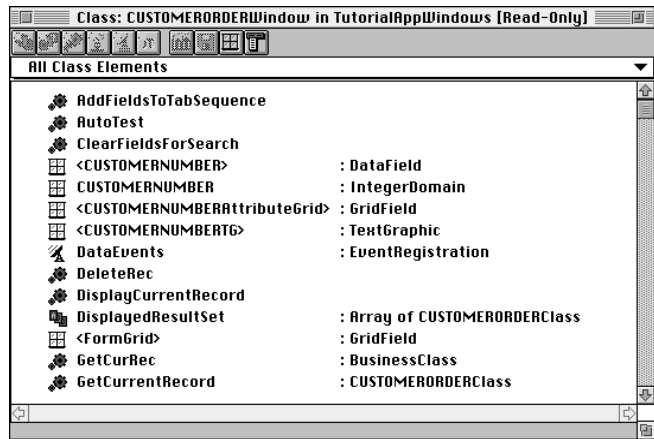 Class: CUSTOMERORDERWindow in TutorialAppWindows [Read-Only]
All Class Elements
AddFieldsToTabSequence
AutoTest
ClearFieldsForSearch
<CUSTOMERNUMBER> : DataField
CUSTOMERNUMBER : IntegerDomain
<CUSTOMERNUMBERAttributeGrid> : GridField
<CUSTOMERNUMBERTG> : TextGraphic
DataEvents : EventRegistration
DeleteRec
DisplayCurrentRecord
DisplayedResultSet : Array of CUSTOMERORDERClass
<FormGrid> : GridField
GetCurRec : BusinessClass
GetCurrentRecord : CUSTOMERORDERClass